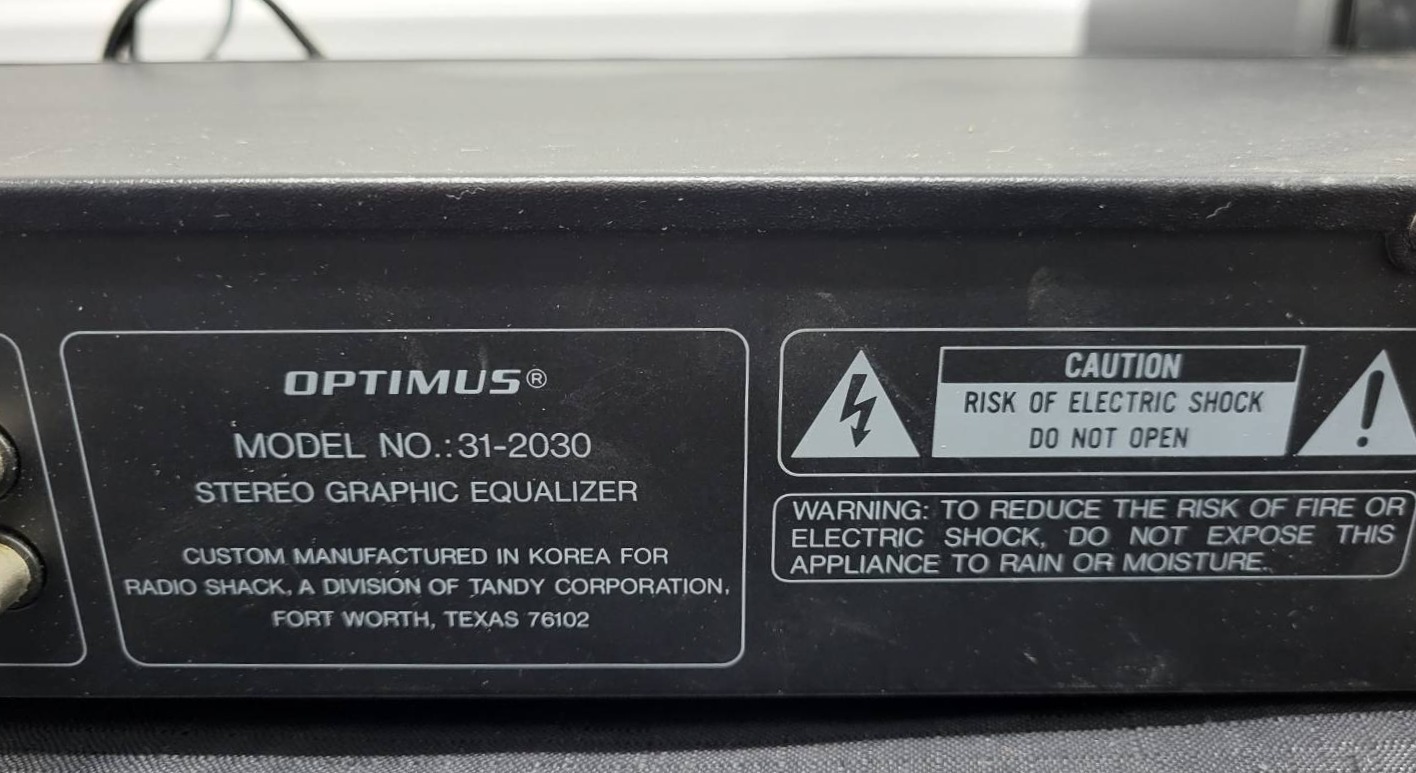 OPTIMUS®
MODEL NO.:31-2030
STEREO GRAPHIC EQUALIZER
CUSTOM MANUFACTURED IN KOREA FOR
RADIO SHACK, A DIVISION OF TANDY CORPORATION,
FORT WORTH, TEXAS 76102
CAUTION
RISK OF ELECTRIC SHOCK
DO NOT OPEN
WARNING: TO REDUCE THE RISK OF FIRE OR
ELECTRIC SHOCK, DO NOT EXPOSE THIS
APPLIANCE TO RAIN OR MOISTURE.